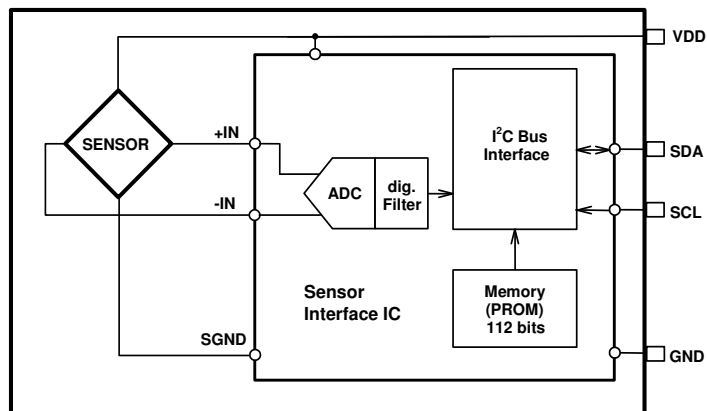 VDD
SENSOR
+IN
-IN
ADC
dig.
Filter
I²C Bus
Interface
SDA
SCL
Sensor
Interface IC
Memory
(PROM)
112 bits
SGND
GND